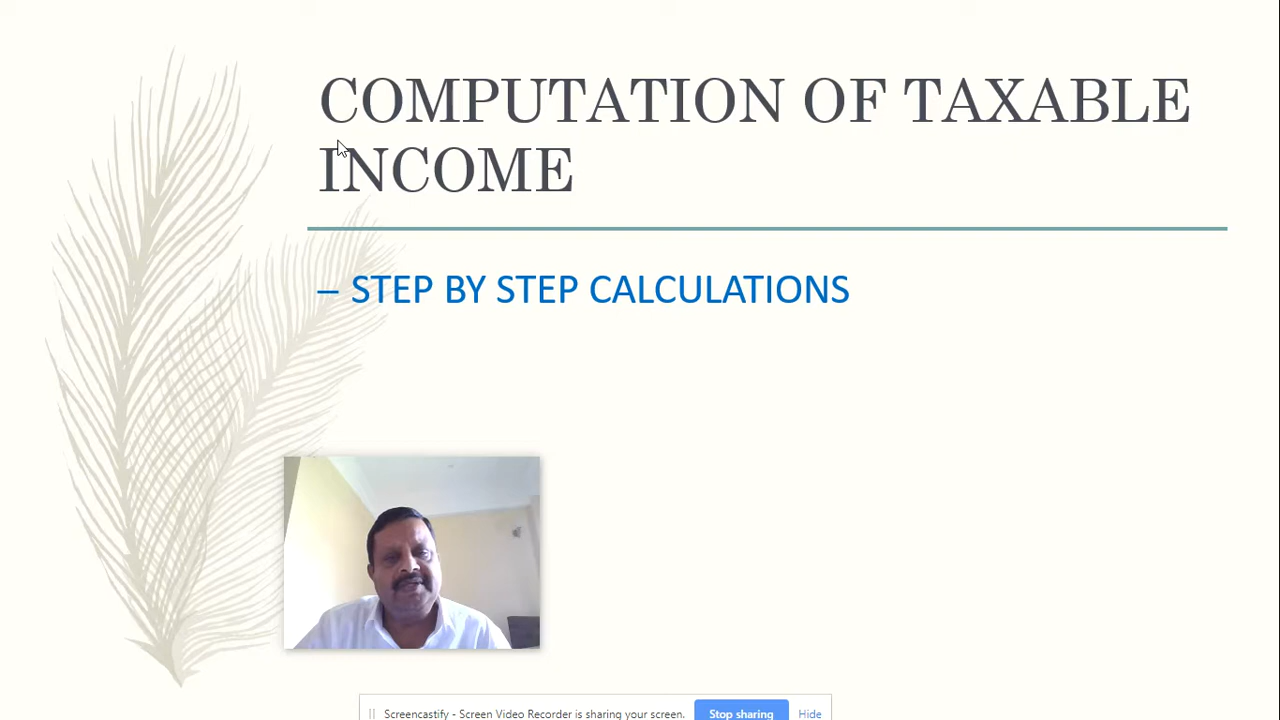 COMPUTATION OF TAXABLE
INCOME
– STEP BY STEP CALCULATIONS
Screencastify - Screen Video Recorder is sharing your screen. Stop sharing Hide